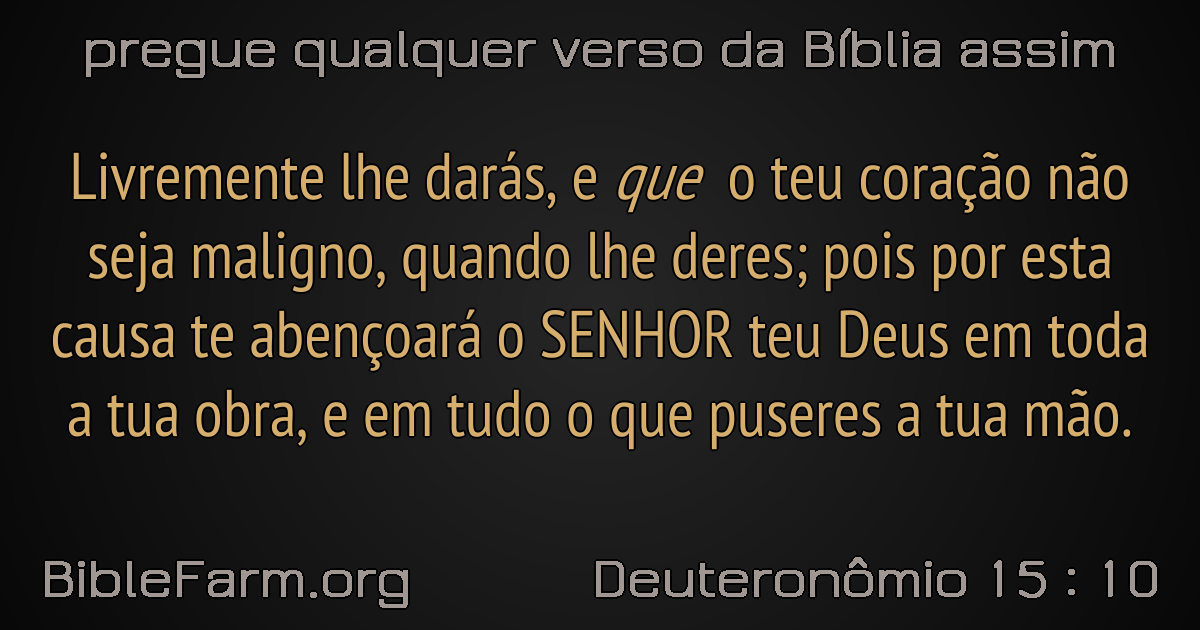 pregue qualquer verso da Bíblia assim
Livremente lhe darás, e que o teu coração não
seja maligno, quando lhe deres; pois por esta
causa te abençoará o SENHOR teu Deus em toda
a tua obra, e em tudo o que puseres a tua mão.
BibleFarm.org Deuteronômio 15 : 10